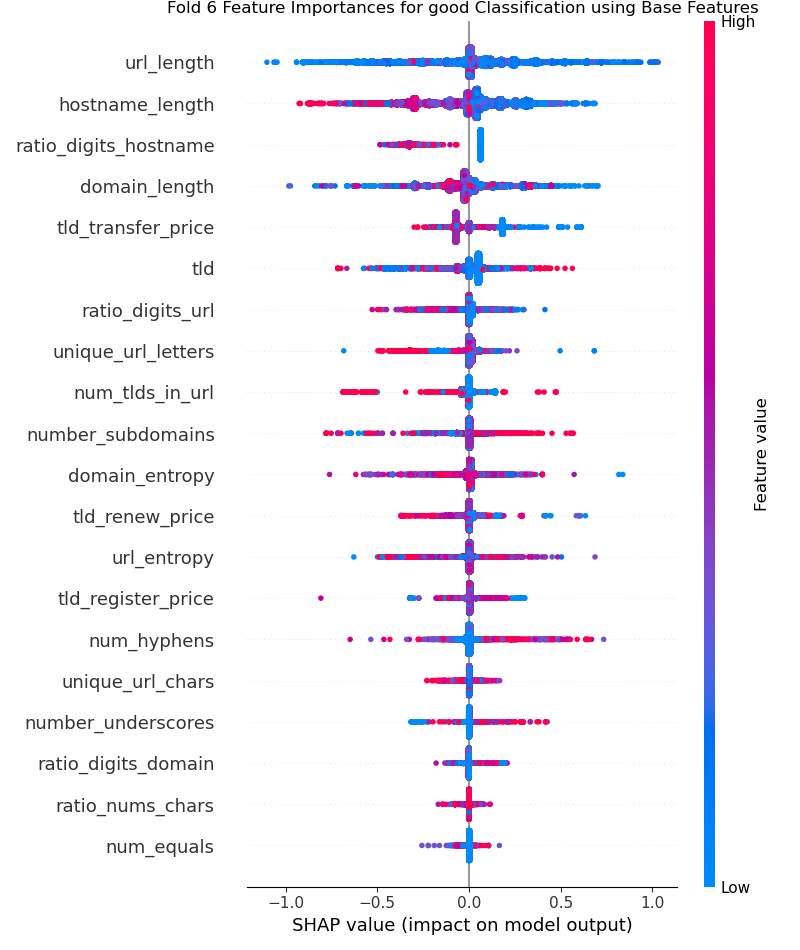 Fold 6 Feature Importances for good Classification using Base Features
High
url_length
hostname_length
ratio_digits_hostname
domain_length
tld_transfer_price
tld
ratio_digits_url
unique_url_letters
num_tlds_in_url
number_subdomains
domain_entropy
tld_renew_price
url_entropy
tld_register_price
num_hyphens
unique_url_chars
number_underscores
ratio_digits_domain
ratio_nums_chars
num_equals
Feature value
Low
−1.0 −0.5 0.0 0.5 1.0
SHAP value (impact on model output)